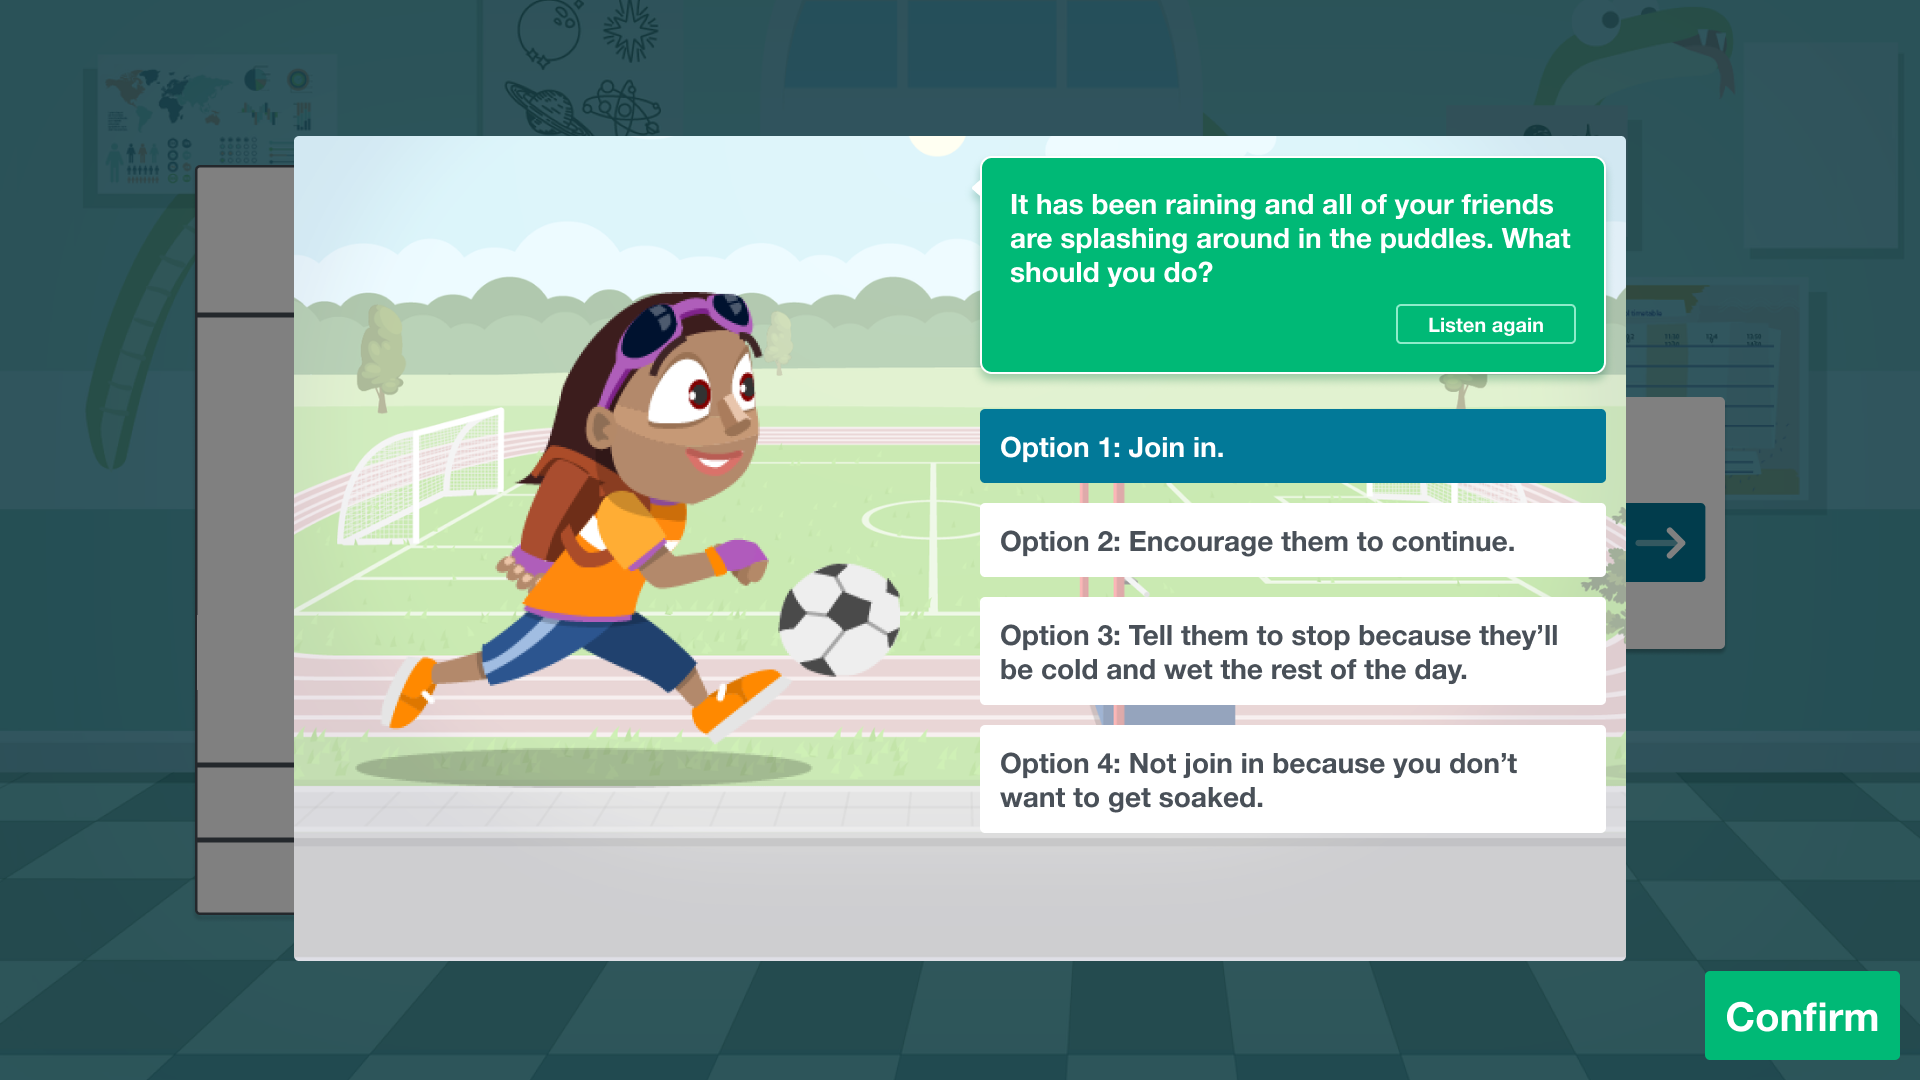 It has been raining and all of your friends
are splashing around in the puddles. What
should you do?
Listen again
Option 1: Join in.
Option 2: Encourage them to continue.
Option 3: Tell them to stop because they’ll
be cold and wet the rest of the day.
Option 4: Not join in because you don’t
want to get soaked.
Confirm